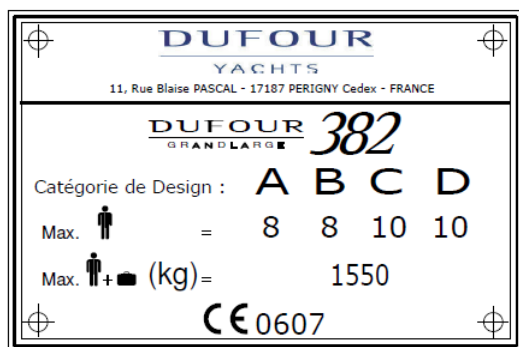 DUFOUR
YACHTS
11, Rue Blaise PASCAL - 17187 PERIGNY Cedex - FRANCE
DUFOUR 382
GRANDLARGE
Catégorie de Design : A B C D
Max. = 8 8 10 10
Max. + (kg)= 1550
CE 0607